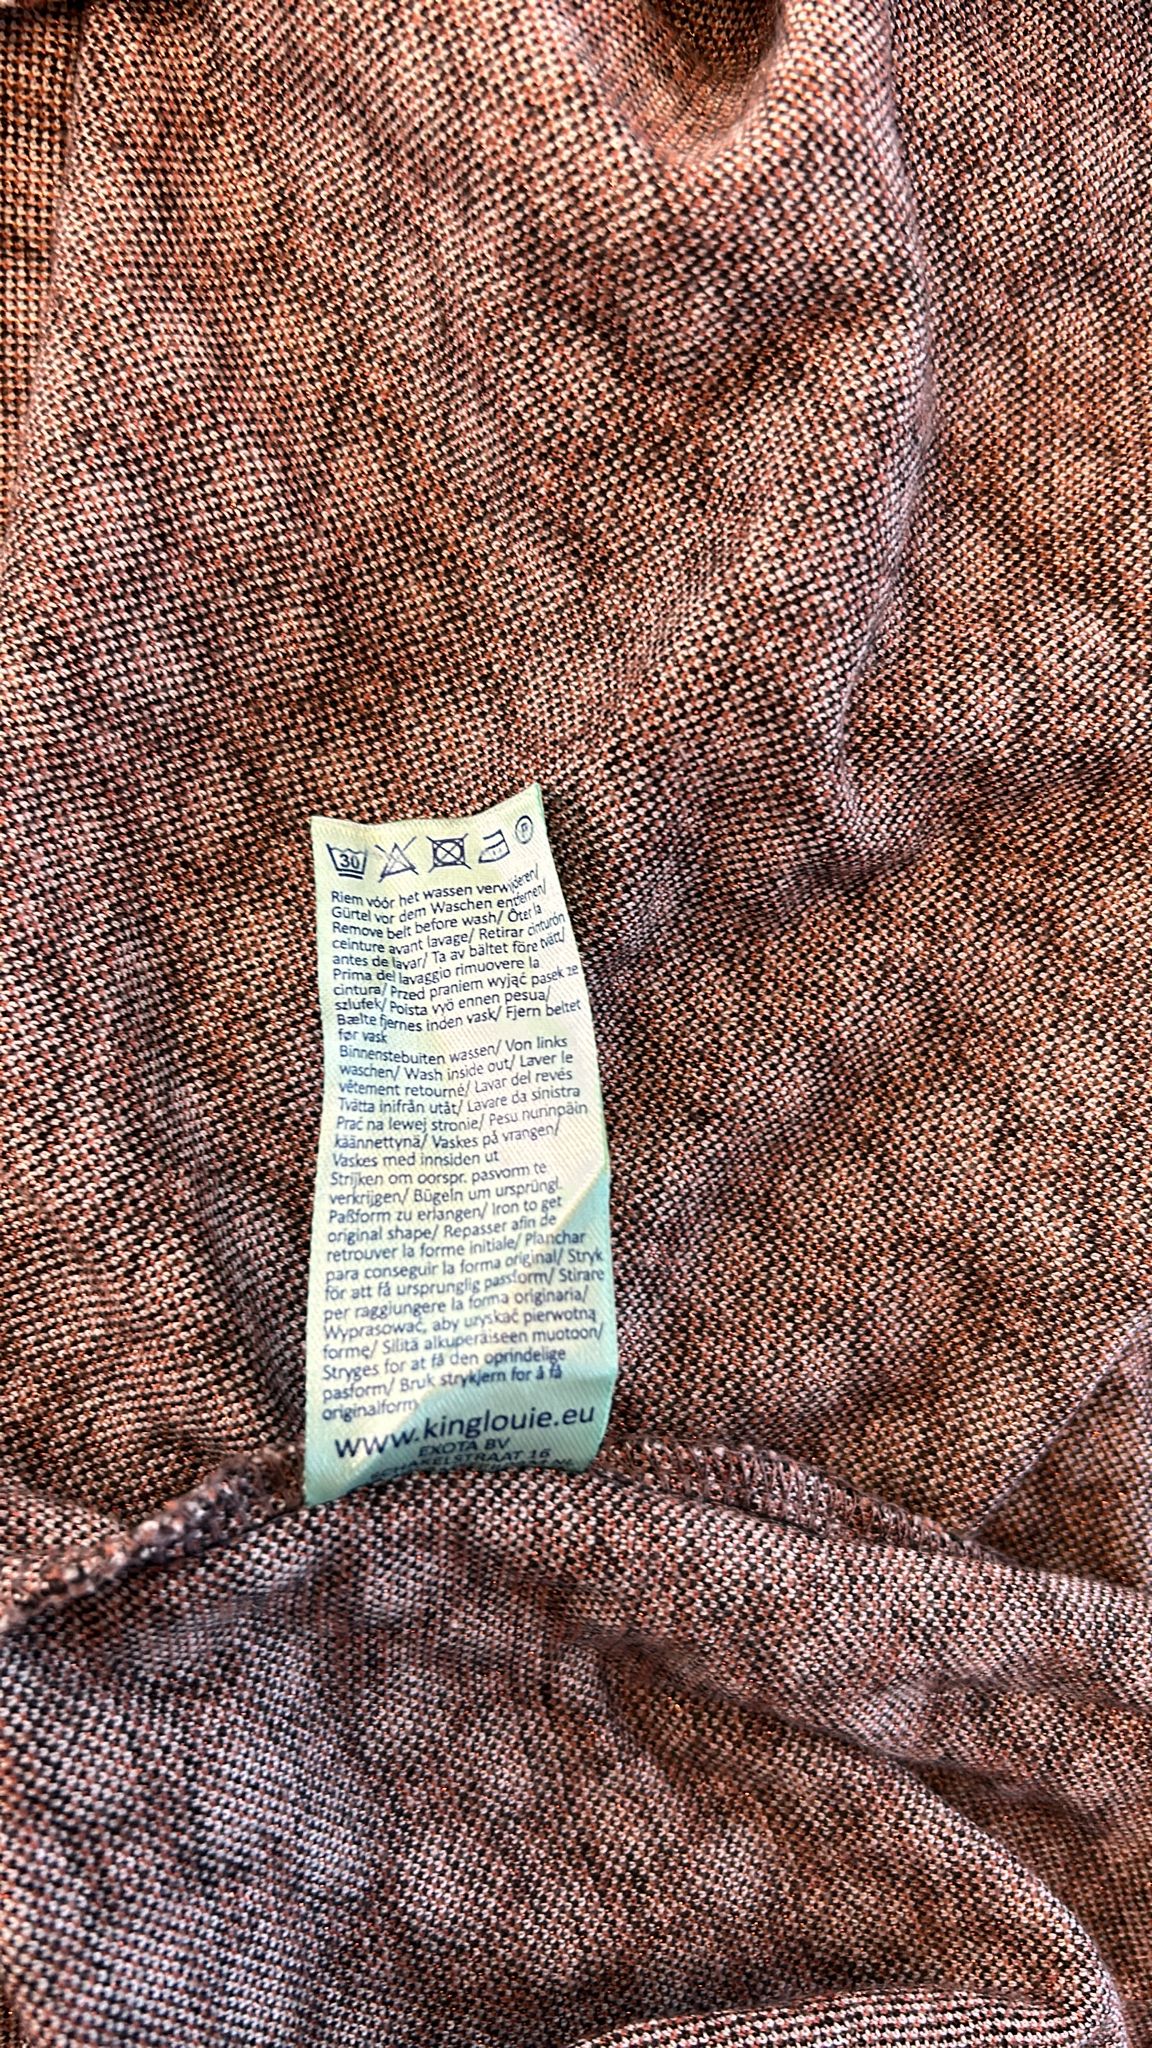 30 P
Riem vóór het wassen verwijderen/
Gürtel vor dem Waschen entfernen/
Remove belt before wash/ Ôter la
ceinture avant lavage/ Retirar cinturón
antes de lavar/ Ta av bältet före tvätt/
Prima del lavaggio rimuovere la
cintura/ Przed praniem wyjąć pasek ze
szlufek/ Poista vyö ennen pesua/
Bælte fjernes inden vask/ Fjern beltet
før vask
Binnenstebuiten wassen/ Von links
waschen/ Wash inside out/ Laver le
vêtement retourné/ Lavar del revés
Tvätta inifrån utåt/ Lavare da sinistra
Prać na lewej stronie/ Pesu nurinpäin
käännettynä/ Vaskes på vrangen/
Vaskes med innsiden ut
Strijken om oorspr. pasvorm te
verkrijgen/ Bügeln um ursprüngl.
Paßform zu erlangen/ Iron to get
original shape/ Repasser afin de
retrouver la forme initiale/ Planchar
para conseguir la forma original/ Stryk
för att få ursprunglig passform/ Stirare
per raggiungere la forma originaria/
Wyprasować, aby uzyskać pierwotną
formę/ Silitä alkuperäiseen muotoon/
Stryges for at få den oprindelige
pasform/ Bruk strykjern for å få
originalform
www.kinglouie.eu
EXOTA BV
SCHAKELSTRAAT 16